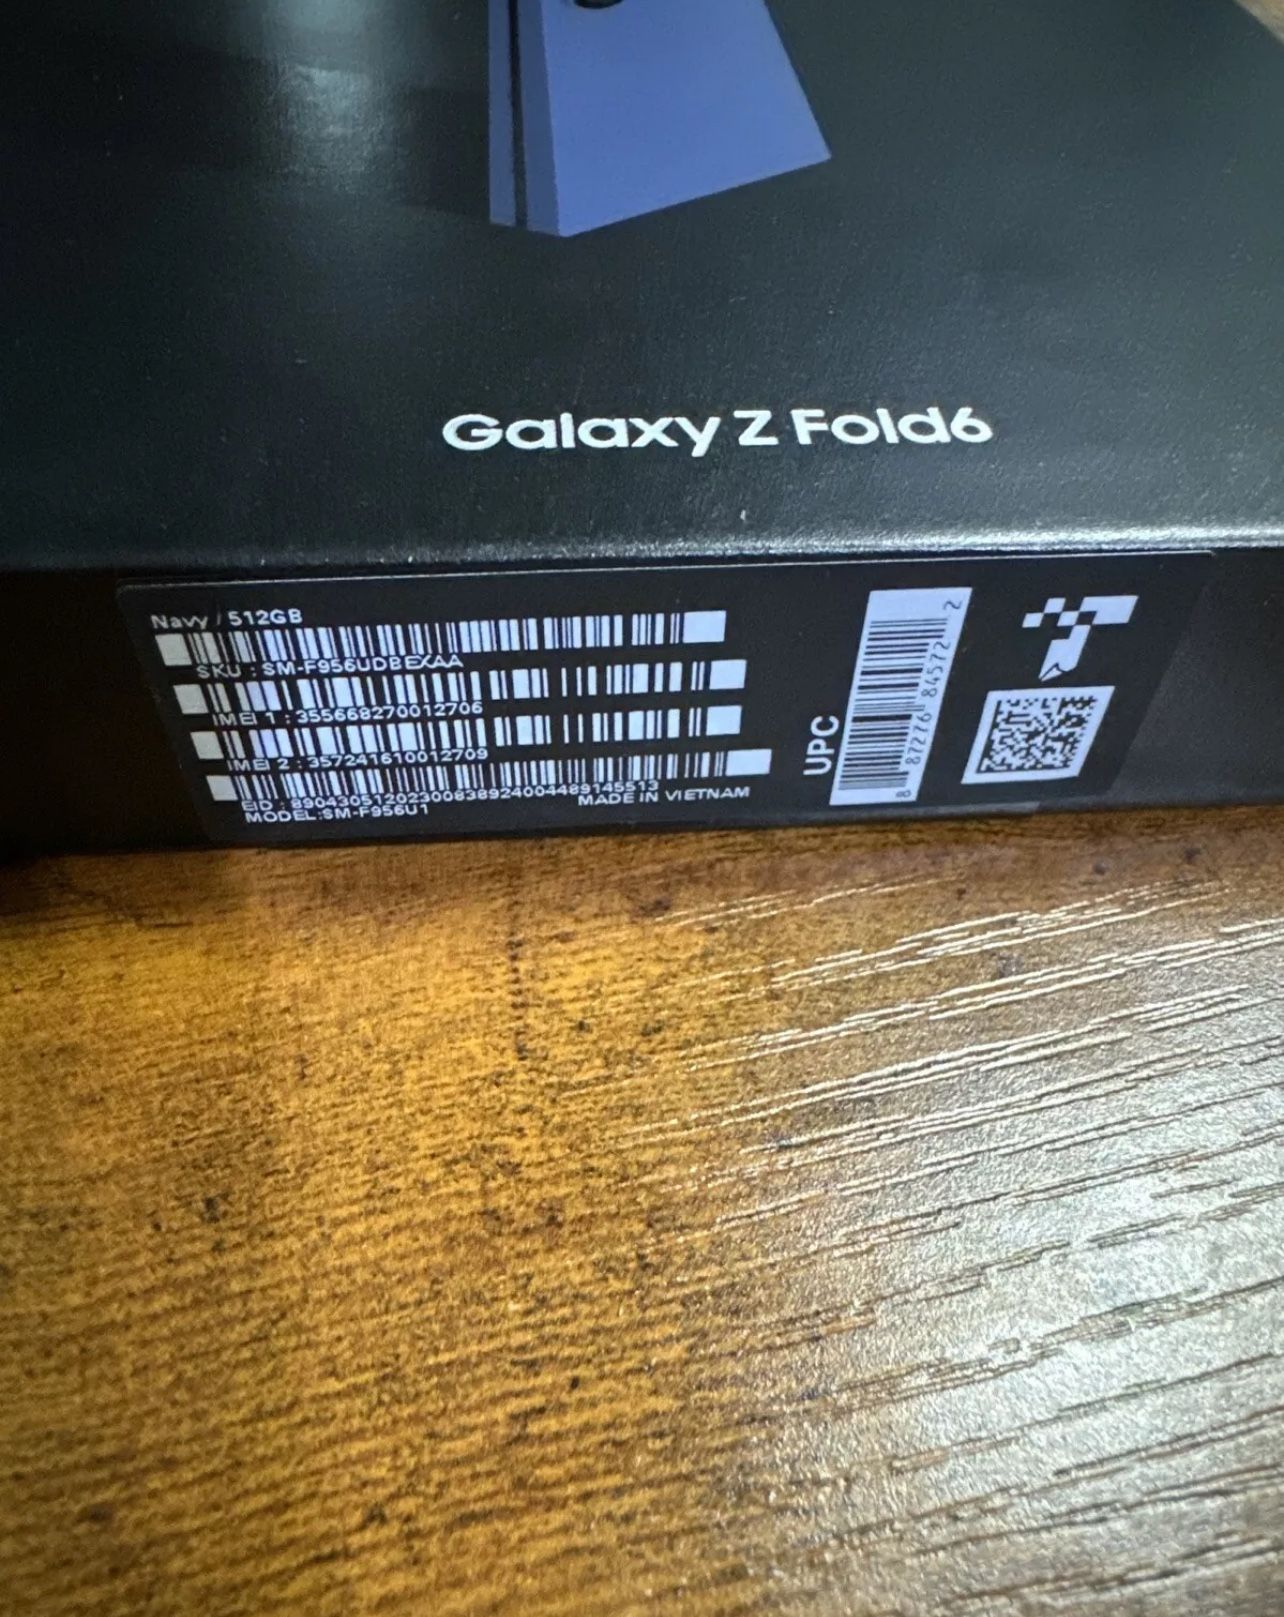 Galaxy Z Fold6
Navy / 512GB
SKU : SM-F956UDBEXAA
IMEI 1 : 355668270012706
IMEI 2 : 357241610012709
EID : 89043051202300838924004489145513
MADE IN VIETNAM
MODEL:SM-F956U1
UPC
8 87276 84572 2